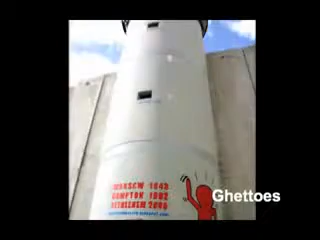 Ghettoes
WARSAW 1943
COMPTON 1992
BETHLEHEM 2006